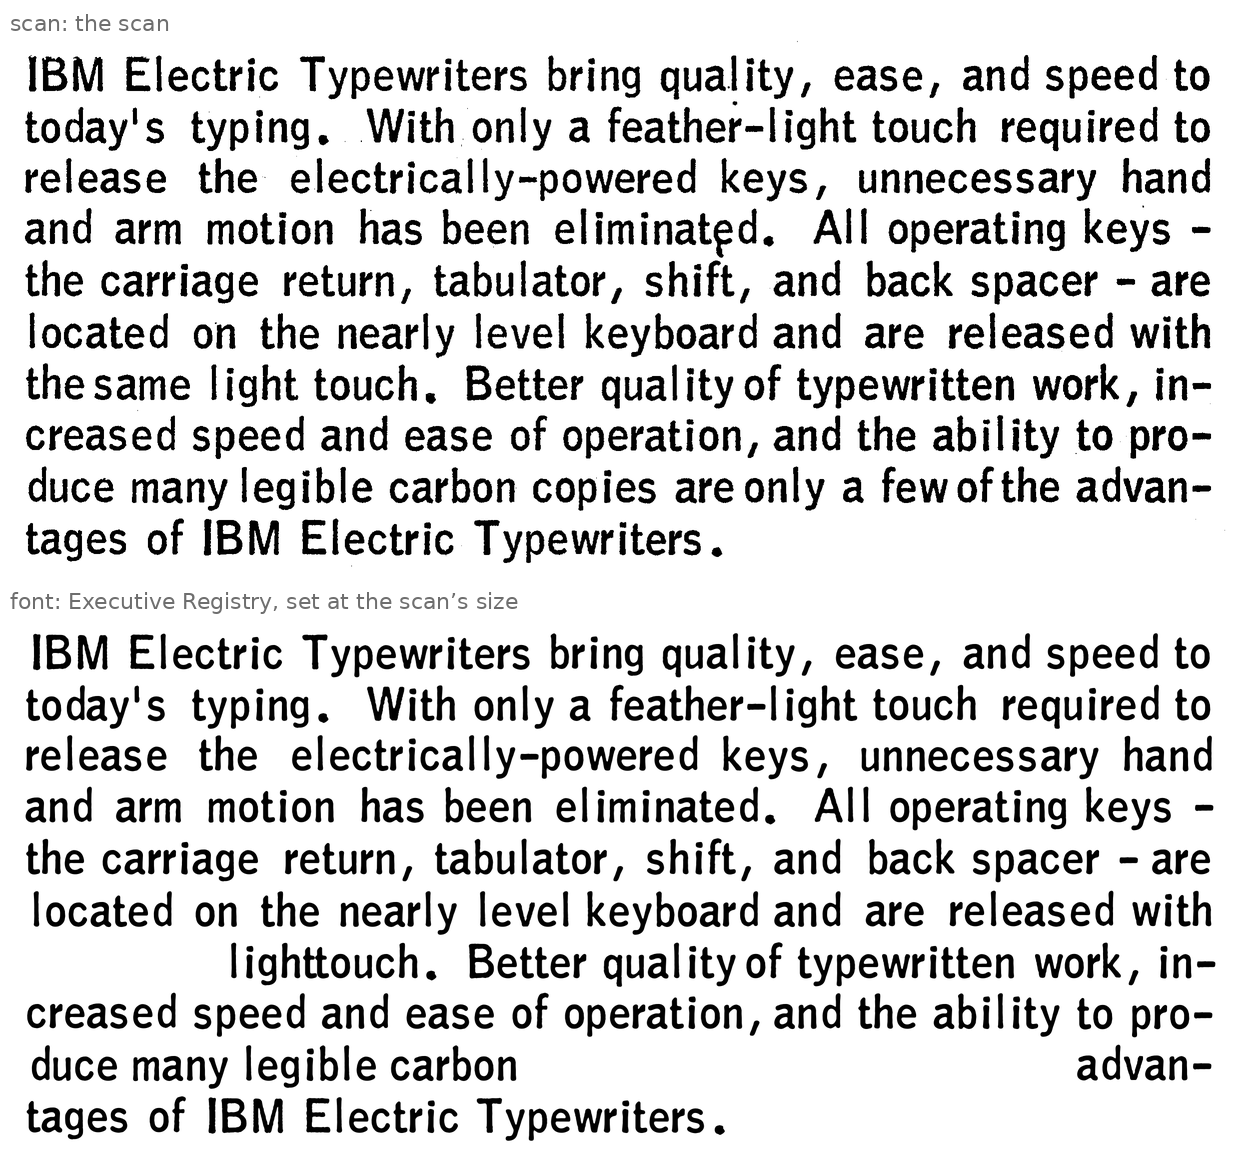 scan: the scan
IBM Electric Typewriters bring quality, ease, and speed to
today's typing. With only a feather-light touch required to
release the electrically-powered keys, unnecessary hand
and arm motion has been eliminated. All operating keys -
the carriage return, tabulator, shift, and back spacer - are
located on the nearly level keyboard and are released with
the same light touch. Better quality of typewritten work, in-
creased speed and ease of operation, and the ability to pro-
duce many legible carbon copies are only a few of the advan-
tages of IBM Electric Typewriters.
font: Executive Registry, set at the scan’s size
IBM Electric Typewriters bring quality, ease, and speed to
today's typing. With only a feather-light touch required to
release the electrically-powered keys, unnecessary hand
and arm motion has been eliminated. All operating keys -
the carriage return, tabulator, shift, and back spacer - are
located on the nearly level keyboard and are released with
lighttouch. Better quality of typewritten work, in-
creased speed and ease of operation, and the ability to pro-
duce many legible carbon advan-
tages of IBM Electric Typewriters.